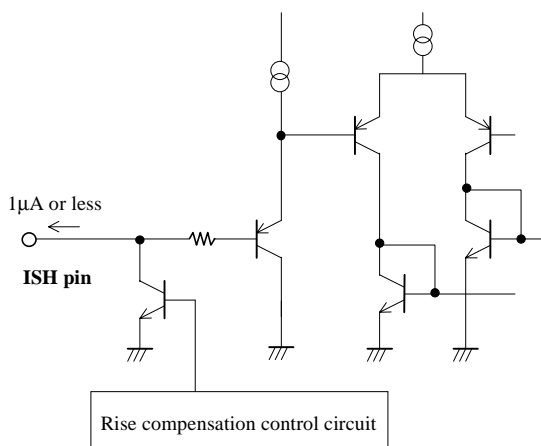 1μA or less
ISH pin
Rise compensation control circuit